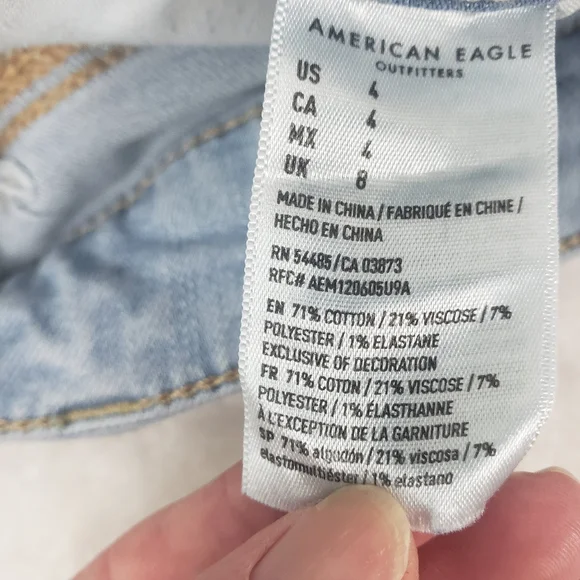 AMERICAN EAGLE
OUTFITTERS
US 4
CA 4
MX 4
UK 8
MADE IN CHINA / FABRIQUÉ EN CHINE /
HECHO EN CHINA
RN 54485/CA 03873
RFC# AEM120605U9A
EN 71% COTTON / 21% VISCOSE / 7%
POLYESTER / 1% ELASTANE
EXCLUSIVE OF DECORATION
FR 71% COTON / 21% VISCOSE / 7%
POLYESTER / 1% ÉLASTHANNE
À L'EXCEPTION DE LA GARNITURE
SP 71% algodón / 21% viscosa / 7%
elastomultiéster / 1% elastano